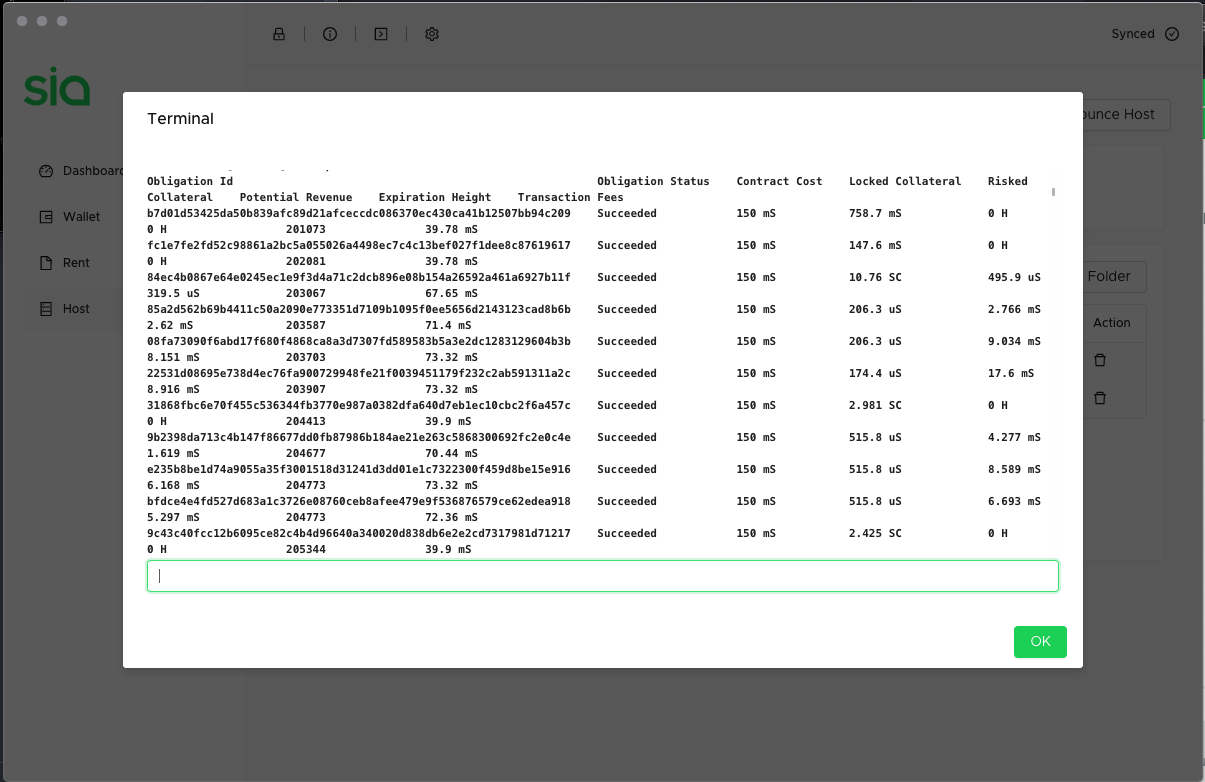 Synced
sia
Terminal
ounce Host
Dashboard
Wallet
Rent
Host
Folder
Action
Obligation Id Obligation Status Contract Cost Locked Collateral Risked
Collateral Potential Revenue Expiration Height Transaction Fees
b7d01d53425da50b839afc89d21afceccdc086370ec430ca41b12507bb94c209 Succeeded 150 mS 758.7 mS 0 H
0 H 201073 39.78 mS
fc1e7fe2fd52c98861a2bc5a055026a4498ec7c4c13bef027f1dee8c87619617 Succeeded 150 mS 147.6 mS 0 H
0 H 202081 39.78 mS
84ec4b0867e64e0245ec1e9f3d4a71c2dcb896e08b154a26592a461a6927b11f Succeeded 150 mS 10.76 SC 495.9 uS
319.5 uS 203067 67.65 mS
85a2d562b69b4411c50a2090e773351d7109b1095f0ee5656d2143123cad8b6b Succeeded 150 mS 206.3 uS 2.766 mS
2.62 mS 203587 71.4 mS
08fa73090f6abd17f680f4868ca8a3d7307fd589583b5a3e2dc1283129604b3b Succeeded 150 mS 206.3 uS 9.034 mS
8.151 mS 203703 73.32 mS
22531d08695e738d4ec76fa900729948fe21f0039451179f232c2ab591311a2c Succeeded 150 mS 174.4 uS 17.6 mS
8.916 mS 203907 73.32 mS
31868fbc6e70f455c536344fb3770e987a0382dfa640d7eb1ec10cbc2f6a457c Succeeded 150 mS 2.981 SC 0 H
0 H 204413 39.9 mS
9b2398da713c4b147f86677dd0fb87986b184ae21e263c5868300692fc2e0c4e Succeeded 150 mS 515.8 uS 4.277 mS
1.619 mS 204677 70.44 mS
e235b8be1d74a9055a35f3001518d31241d3dd01e1c7322300f459d8be15e916 Succeeded 150 mS 515.8 uS 8.589 mS
6.168 mS 204773 73.32 mS
bfdce4e4fd527d683a1c3726e08760ceb8afee479e9f536876579ce62edea918 Succeeded 150 mS 515.8 uS 6.693 mS
5.297 mS 204773 72.36 mS
9c43c40fcc12b6095ce82c4b4d96640a340020d838db6e2e2cd7317981d71217 Succeeded 150 mS 2.425 SC 0 H
0 H 205344 39.9 mS
OK